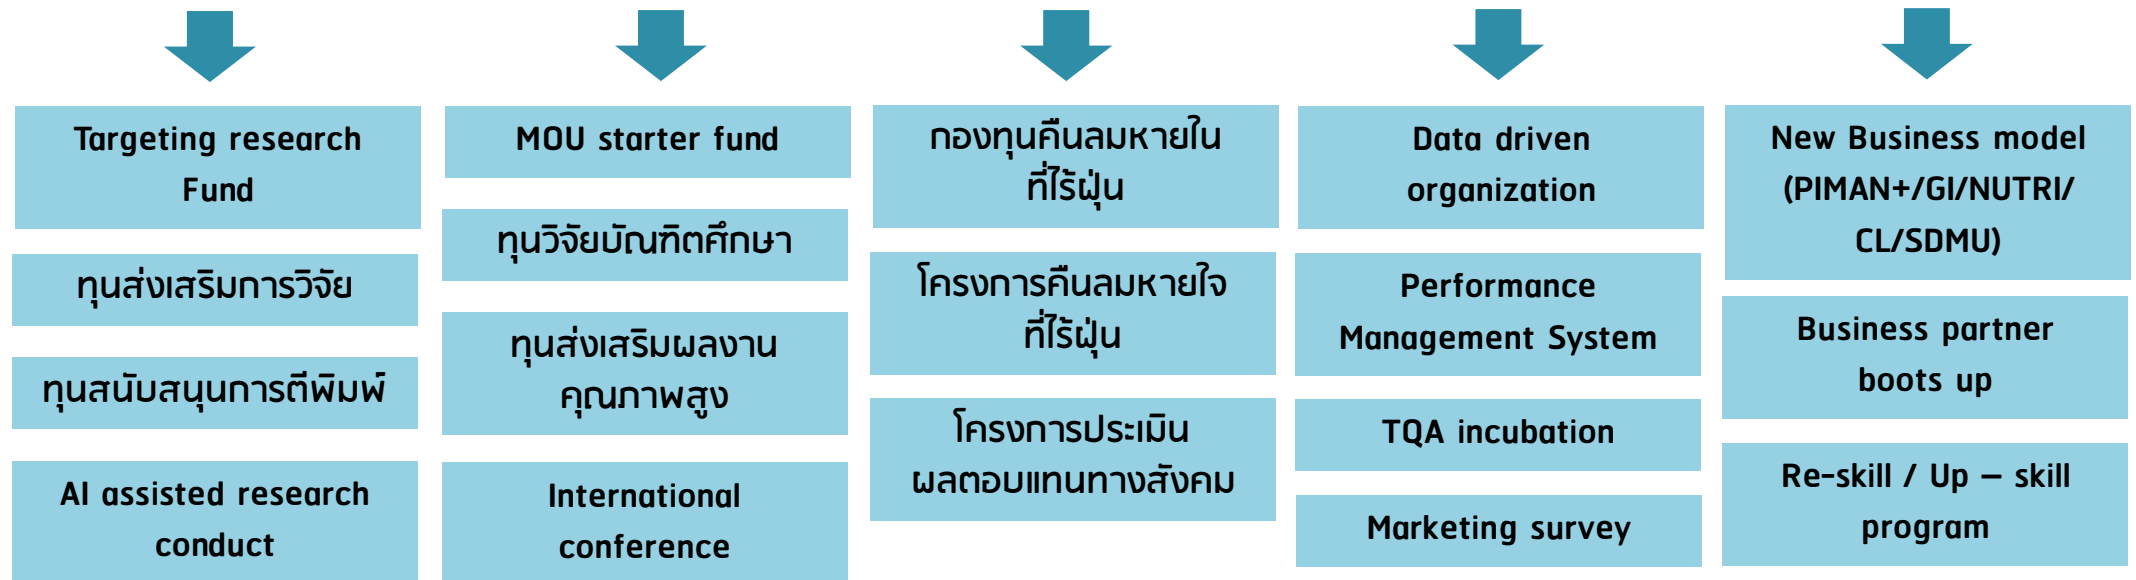 Targeting research
Fund
ทุนส่งเสริมการวิจัย
ทุนสนับสนุนการตีพิมพ์
AI assisted research
conduct
MOU starter fund
ทุนวิจัยบัณฑิตศึกษา
ทุนส่งเสริมผลงาน
คุณภาพสูง
International
conference
กองทุนคืนลมหายใน
ที่ไร้ฝุ่น
โครงการคืนลมหายใจ
ที่ไร้ฝุ่น
โครงการประเมิน
ผลตอบแทนทางสังคม
Data driven
organization
Performance
Management System
TQA incubation
Marketing survey
New Business model
(PIMAN+/GI/NUTRI/
CL/SDMU)
Business partner
boots up
Re-skill / Up – skill
program